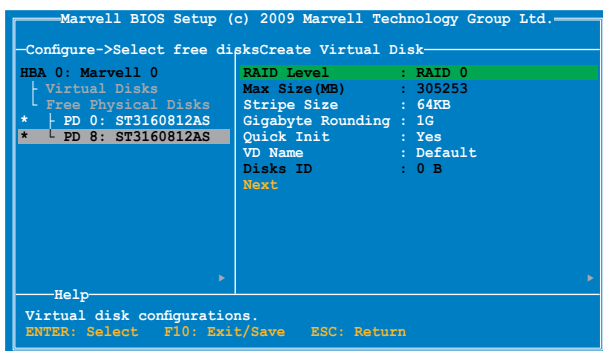 Marvell BIOS Setup (c) 2009 Marvell Technology Group Ltd.
Configure->Select free disksCreate Virtual Disk
HBA 0: Marvell 0
Virtual Disks
Free Physical Disks
* PD 0: ST3160812AS
* PD 8: ST3160812AS
RAID Level : RAID 0
Max Size(MB) : 305253
Stripe Size : 64KB
Gigabyte Rounding : 1G
Quick Init : Yes
VD Name : Default
Disks ID : 0 8
Next
Help
Virtual disk configurations.
ENTER: Select F10: Exit/Save ESC: Return